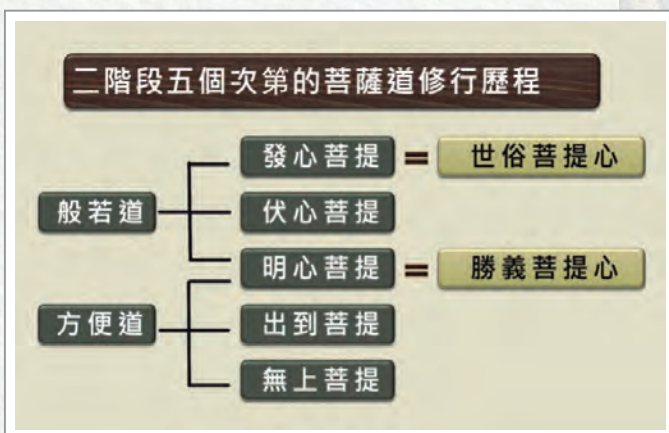 二階段五個次第的菩薩道修行歷程
發心菩提 = 世俗菩提心
般若道
伏心菩提
明心菩提 = 勝義菩提心
方便道
出到菩提
無上菩提